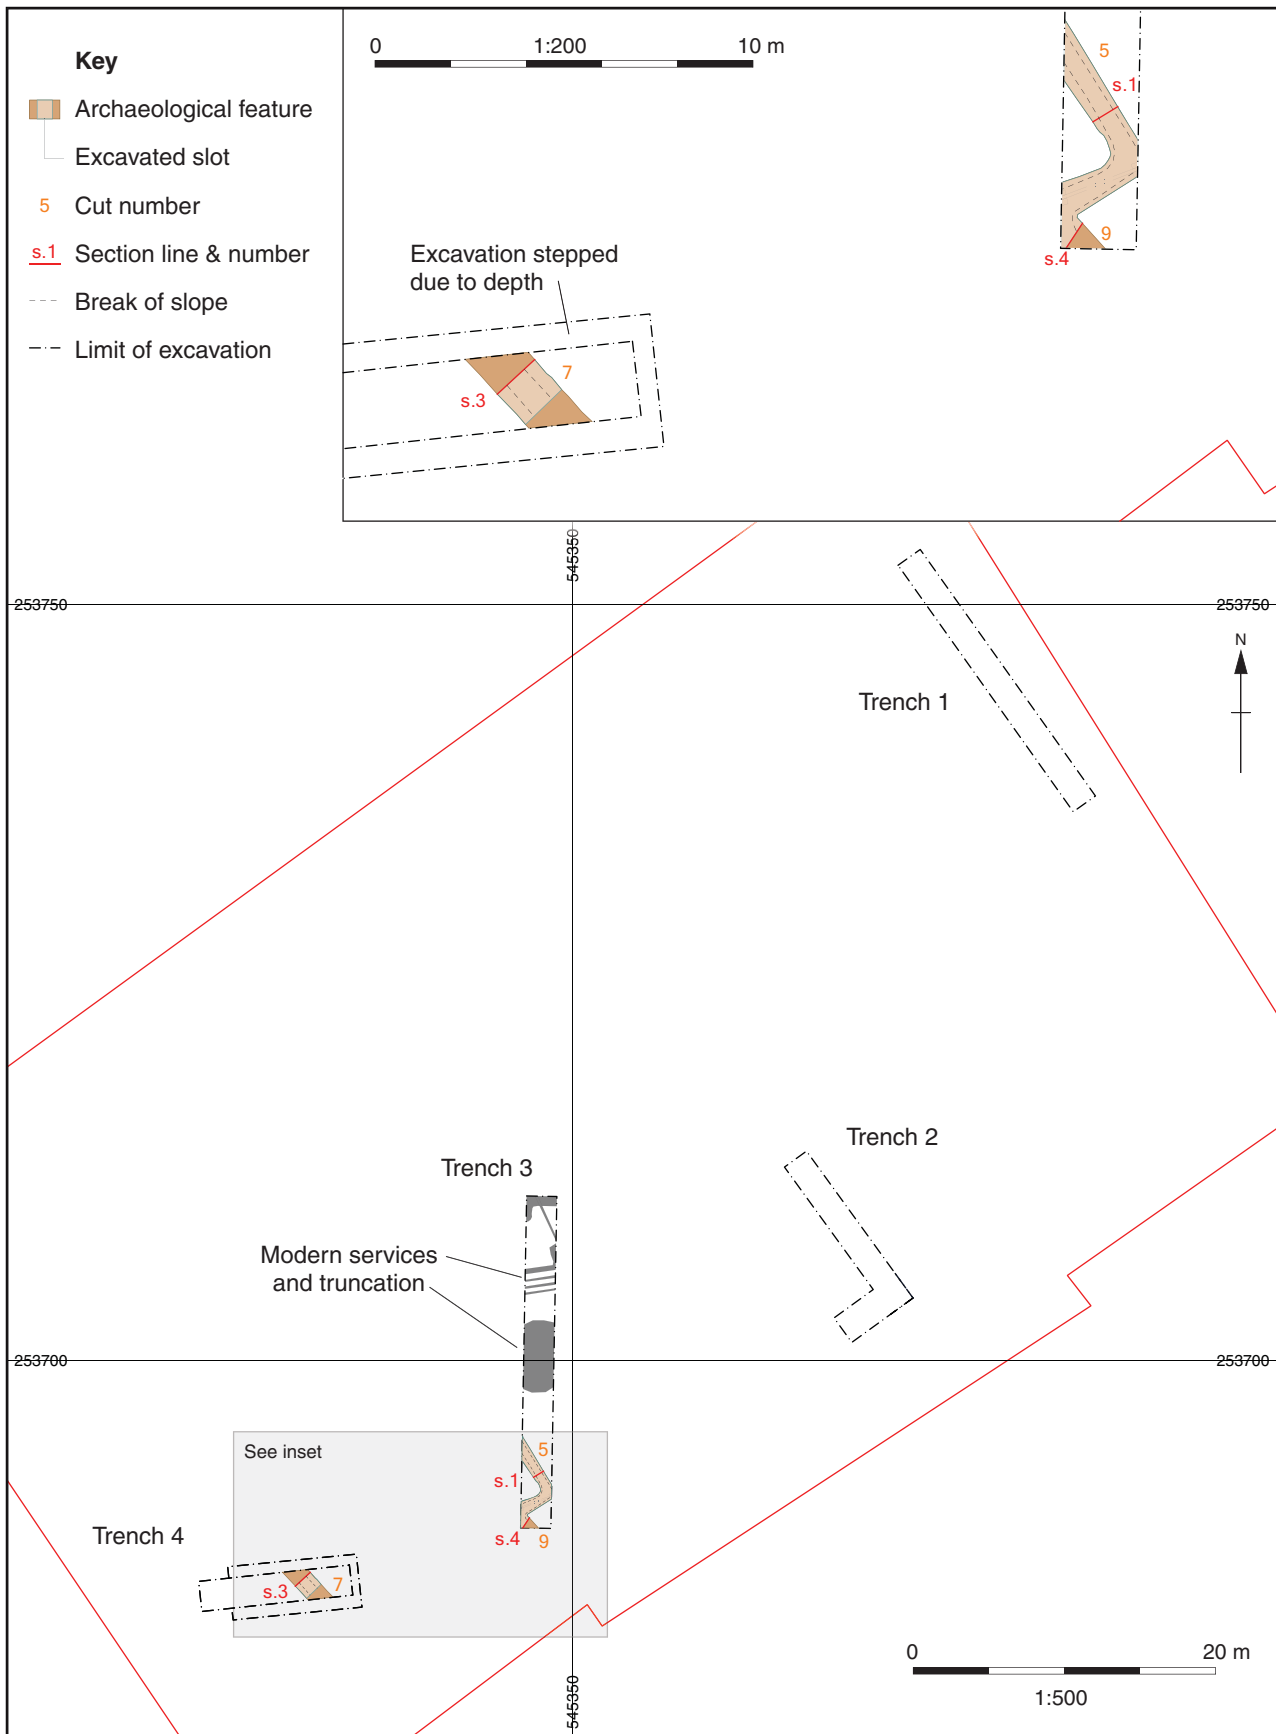 Key
Archaeological feature
Excavated slot
5 Cut number
s.1 Section line & number
Break of slope
Limit of excavation
0 1:200 10 m
5
s.1
9
s.4
Excavation stepped
due to depth
7
s.3
545350
253750 253750
N
Trench 1
Trench 2
Trench 3
Modern services
and truncation
253700 253700
See inset
5
s.1
s.4 9
Trench 4
s.3 7
0 20 m
1:500
545350